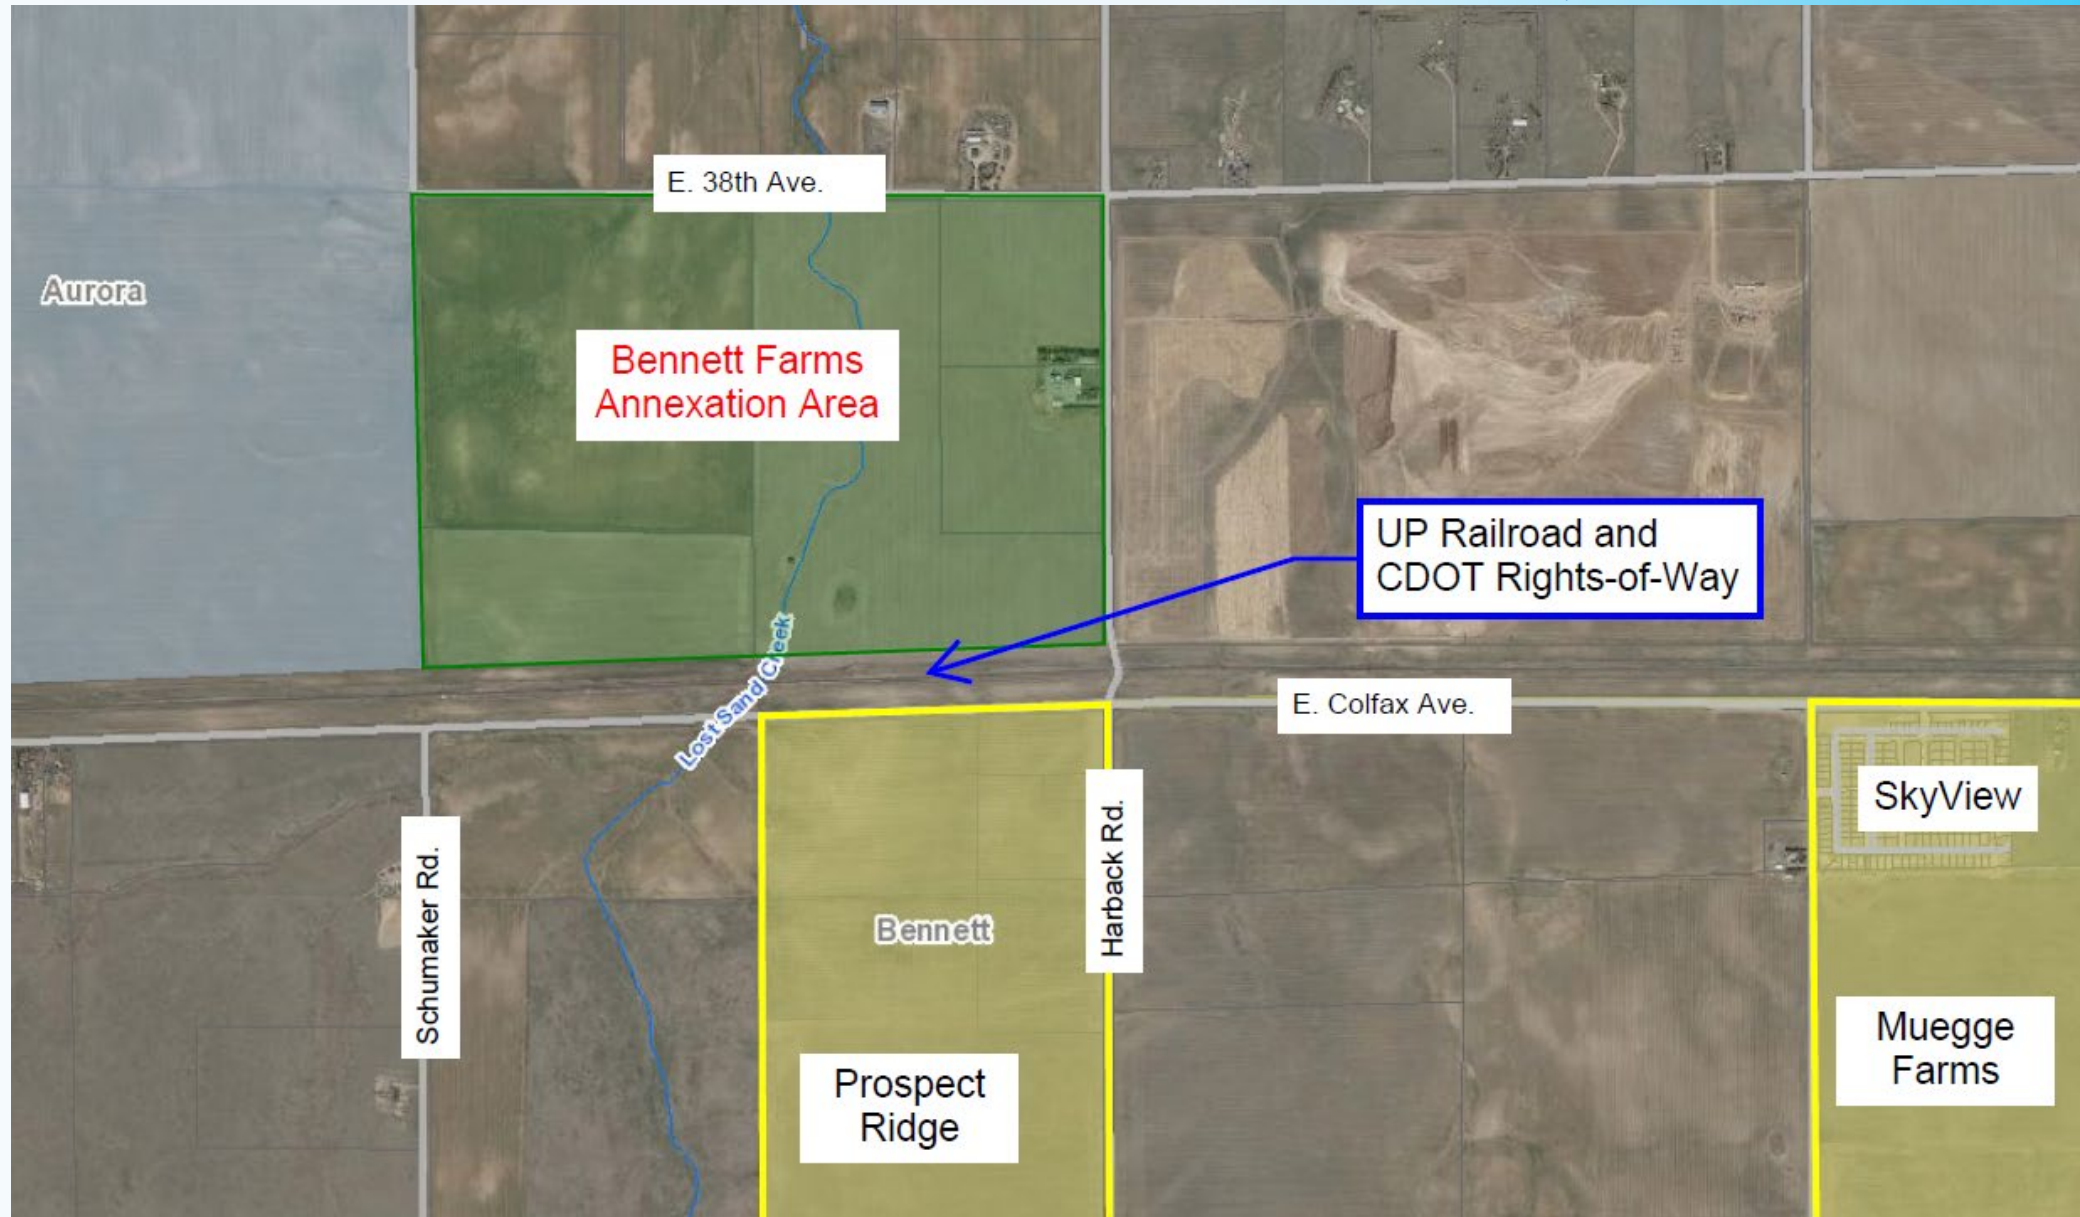 E. 38th Ave.
Aurora
Bennett Farms
Annexation Area
UP Railroad and
CDOT Rights-of-Way
Lost Sand Creek
E. Colfax Ave.
SkyView
Schumaker Rd.
Harback Rd.
Bennett
Muegge
Farms
Prospect
Ridge